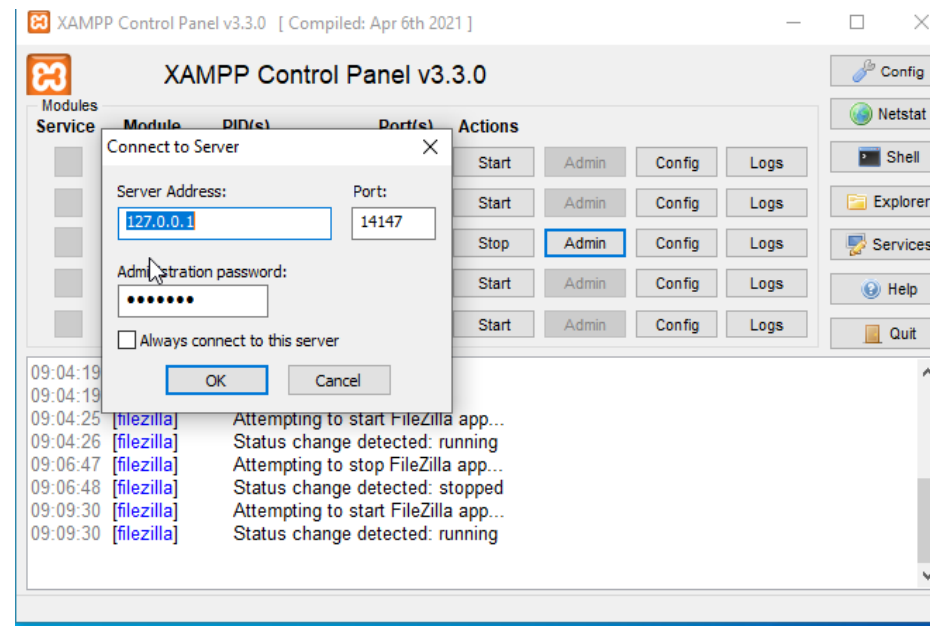 XAMPP Control Panel v3.3.0 [ Compiled: Apr 6th 2021 ]
XAMPP Control Panel v3.3.0
Config
Modules
Service Module PID(s) Port(s) Actions
Netstat
Connect to Server
Start Admin Config Logs
Shell
Server Address: Port:
127.0.0.1 14147
Start Admin Config Logs
Explorer
Stop Admin Config Logs
Services
Administration password:
•••••••
Start Admin Config Logs
Help
Always connect to this server
Start Admin Config Logs
Quit
OK Cancel
09:04:19
09:04:19
09:04:25 [filezilla] Attempting to start FileZilla app...
09:04:26 [filezilla] Status change detected: running
09:06:47 [filezilla] Attempting to stop FileZilla app...
09:06:48 [filezilla] Status change detected: stopped
09:09:30 [filezilla] Attempting to start FileZilla app...
09:09:30 [filezilla] Status change detected: running